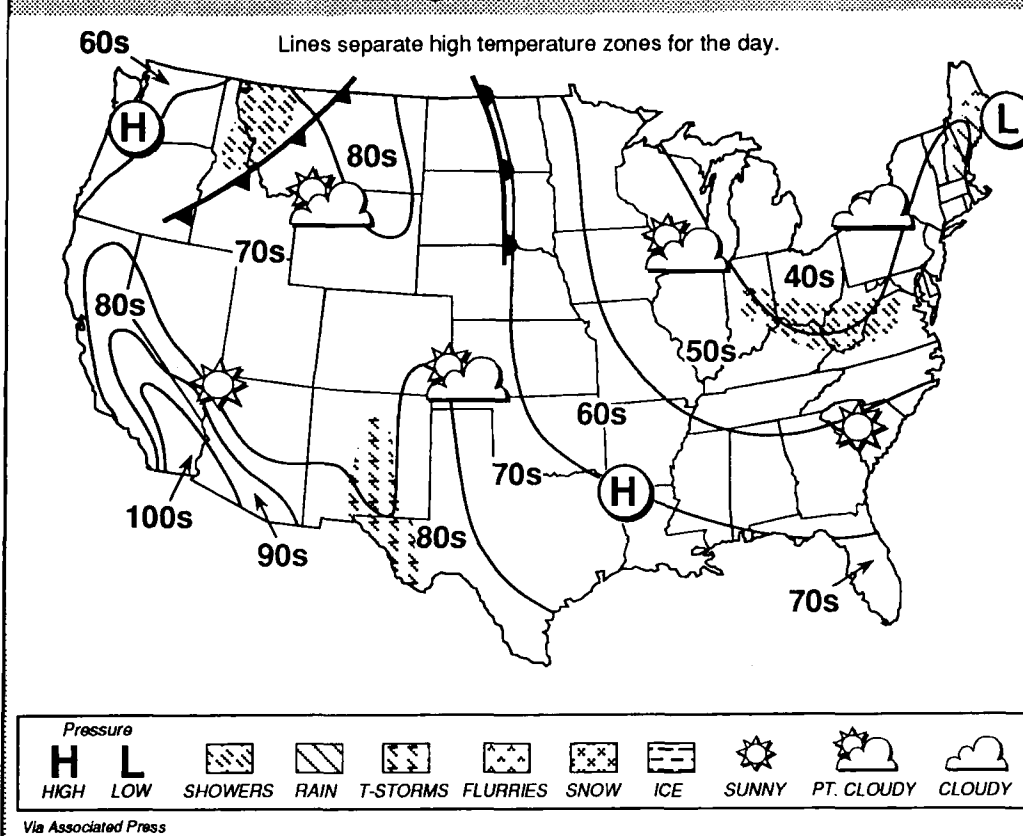 Lines separate high temperature zones for the day.
60s
H
L
80s
70s
80s
40s
50s
60s
70s
H
80s
100s
90s
70s
Pressure
H L
HIGH LOW SHOWERS RAIN T-STORMS FLURRIES SNOW ICE SUNNY PT. CLOUDY CLOUDY
Via Associated Press